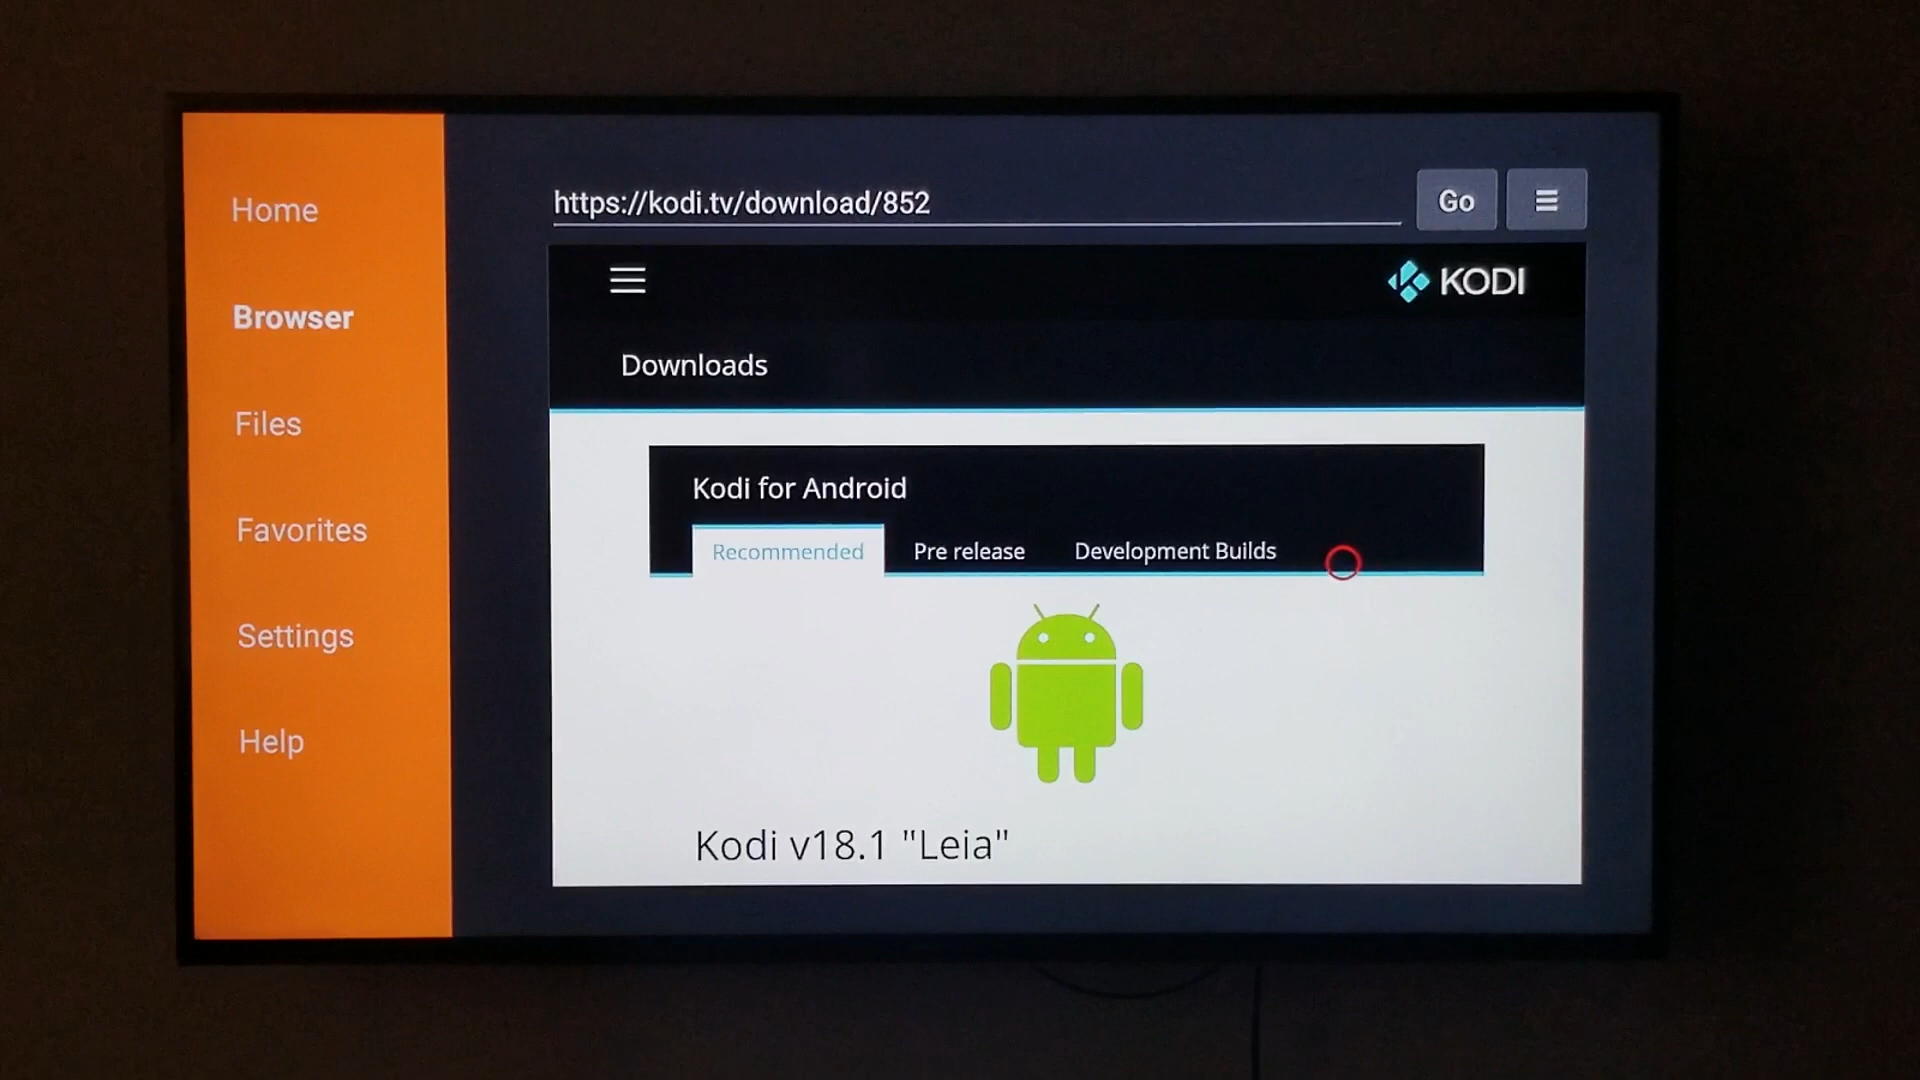 Home
Browser
Files
Favorites
Settings
Help
https://kodi.tv/download/852
Go
KODI
Downloads
Kodi for Android
Recommended
Pre release
Development Builds
Kodi v18.1 "Leia"